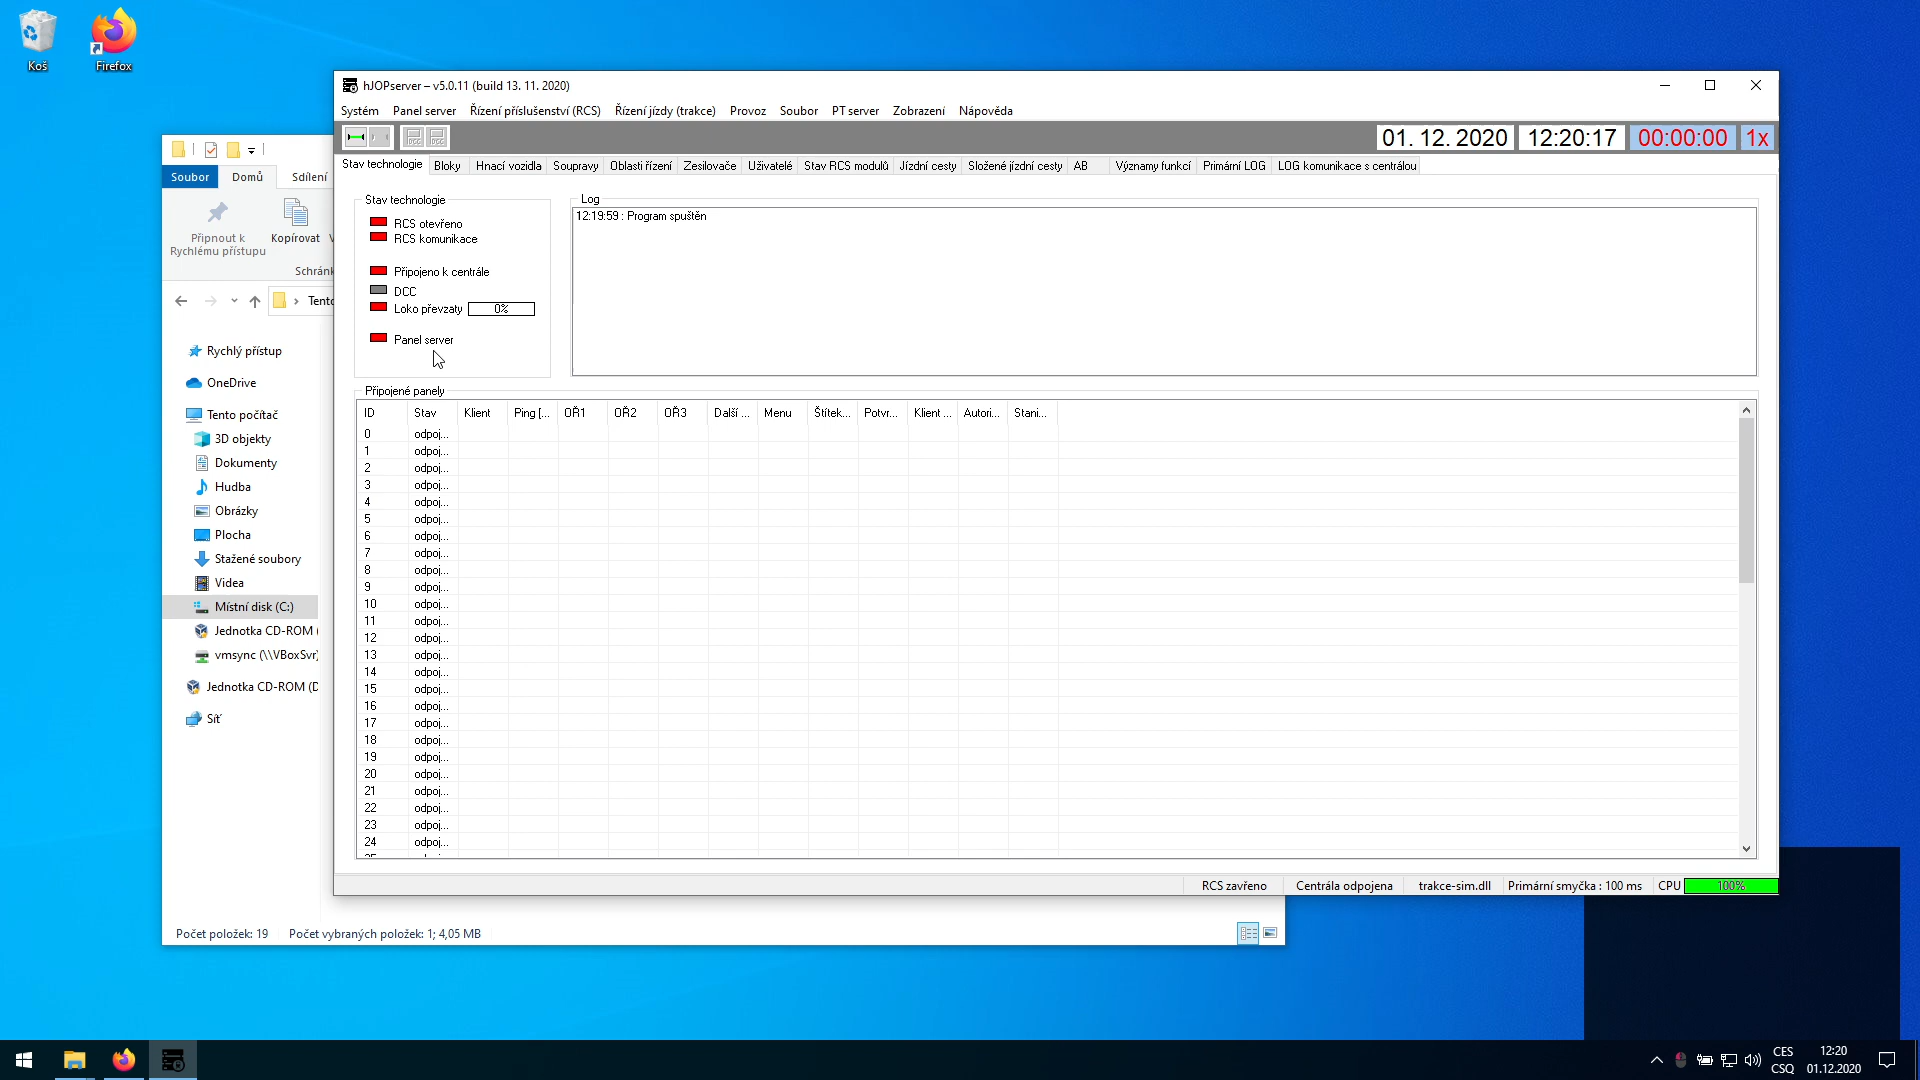 Koš
Firefox
hJOPserver – v5.0.11 (build 13. 11. 2020)
Systém Panel server Řízení příslušenství (RCS) Řízení jízdy (trakce) Provoz Soubor PT server Zobrazení Nápověda
01. 12. 2020 12:20:17 00:00:00 1x
Stav technologie Bloky Hnací vozidla Soupravy Oblasti řízení Zesilovače Uživatelé Stav RCS modulů Jízdní cesty Složené jízdní cesty AB Významy funkcí Primární LOG LOG komunikace s centrálou
Soubor Domů Sdílení
Připnout k
Rychlému přístupu
Kopírovat
Schránk
Tento
Rychlý přístup
OneDrive
Tento počítač
3D objekty
Dokumenty
Hudba
Obrázky
Plocha
Stažené soubory
Videa
Místní disk (C:)
Jednotka CD-ROM (
vmsync (\\VBoxSvr)
Jednotka CD-ROM (D
Síť
Počet položek: 19 Počet vybraných položek: 1; 4,05 MB
Stav technologie
RCS otevřeno
RCS komunikace
Připojeno k centrále
DCC
Loko převzaty 0%
Panel server
Log
12:19:59 : Program spuštěn
Připojené panely
ID Stav Klient Ping [... OŘ1 OŘ2 OŘ3 Další ... Menu Štítek... Potvr... Klient ... Autori... Stani...
0 odpoj...
1 odpoj...
2 odpoj...
3 odpoj...
4 odpoj...
5 odpoj...
6 odpoj...
7 odpoj...
8 odpoj...
9 odpoj...
10 odpoj...
11 odpoj...
12 odpoj...
13 odpoj...
14 odpoj...
15 odpoj...
16 odpoj...
17 odpoj...
18 odpoj...
19 odpoj...
20 odpoj...
21 odpoj...
22 odpoj...
23 odpoj...
24 odpoj...
RCS zavřeno Centrála odpojena trakce-sim.dll Primární smyčka : 100 ms CPU 100%
CES
CSQ
12:20
01.12.2020